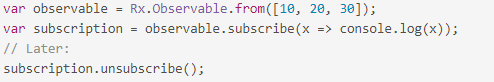 var observable = Rx.Observable.from([10, 20, 30]);
var subscription = observable.subscribe(x => console.log(x));
// Later:
subscription.unsubscribe();